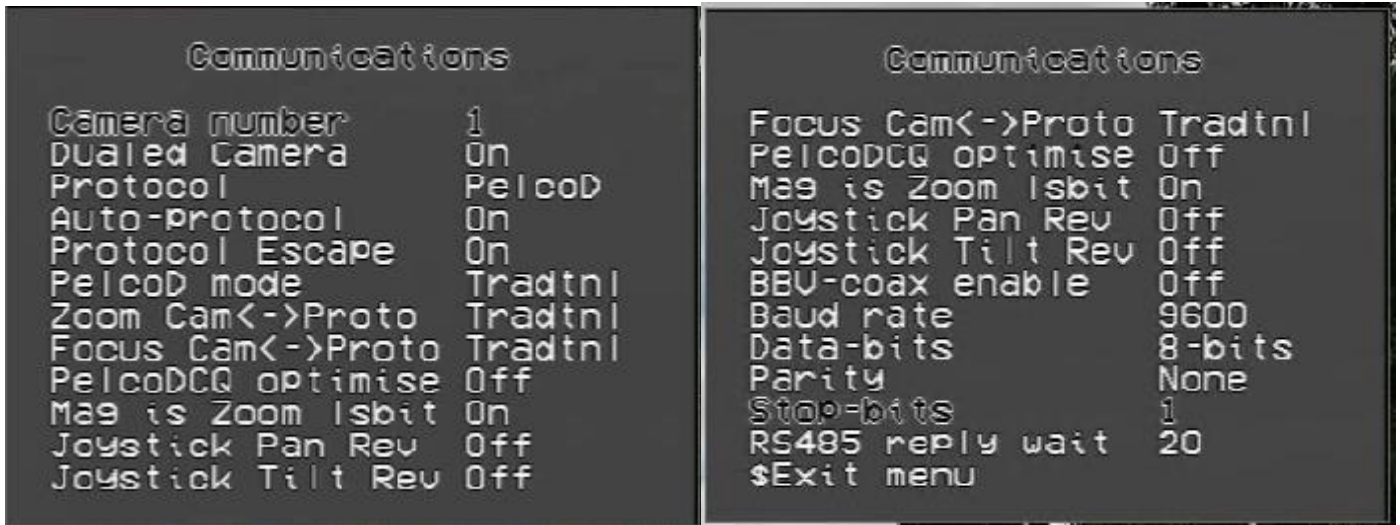 Communications
Camera number 1
Dualed Camera On
Protocol PelcoD
Auto-protocol On
Protocol Escape On
PelcoD mode Tradtnl
Zoom Cam<->Proto Tradtnl
Focus Cam<->Proto Tradtnl
PelcoDCQ optimise Off
Mag is Zoom lsbit On
Joystick Pan Rev Off
Joystick Tilt Rev Off
Communications
Focus Cam<->Proto Tradtnl
PelcoDCQ optimise Off
Mag is Zoom lsbit On
Joystick Pan Rev Off
Joystick Tilt Rev Off
BBV-coax enable Off
Baud rate 9600
Data-bits 8-bits
Parity None
Stop-bits 1
RS485 reply wait 20
$Exit menu